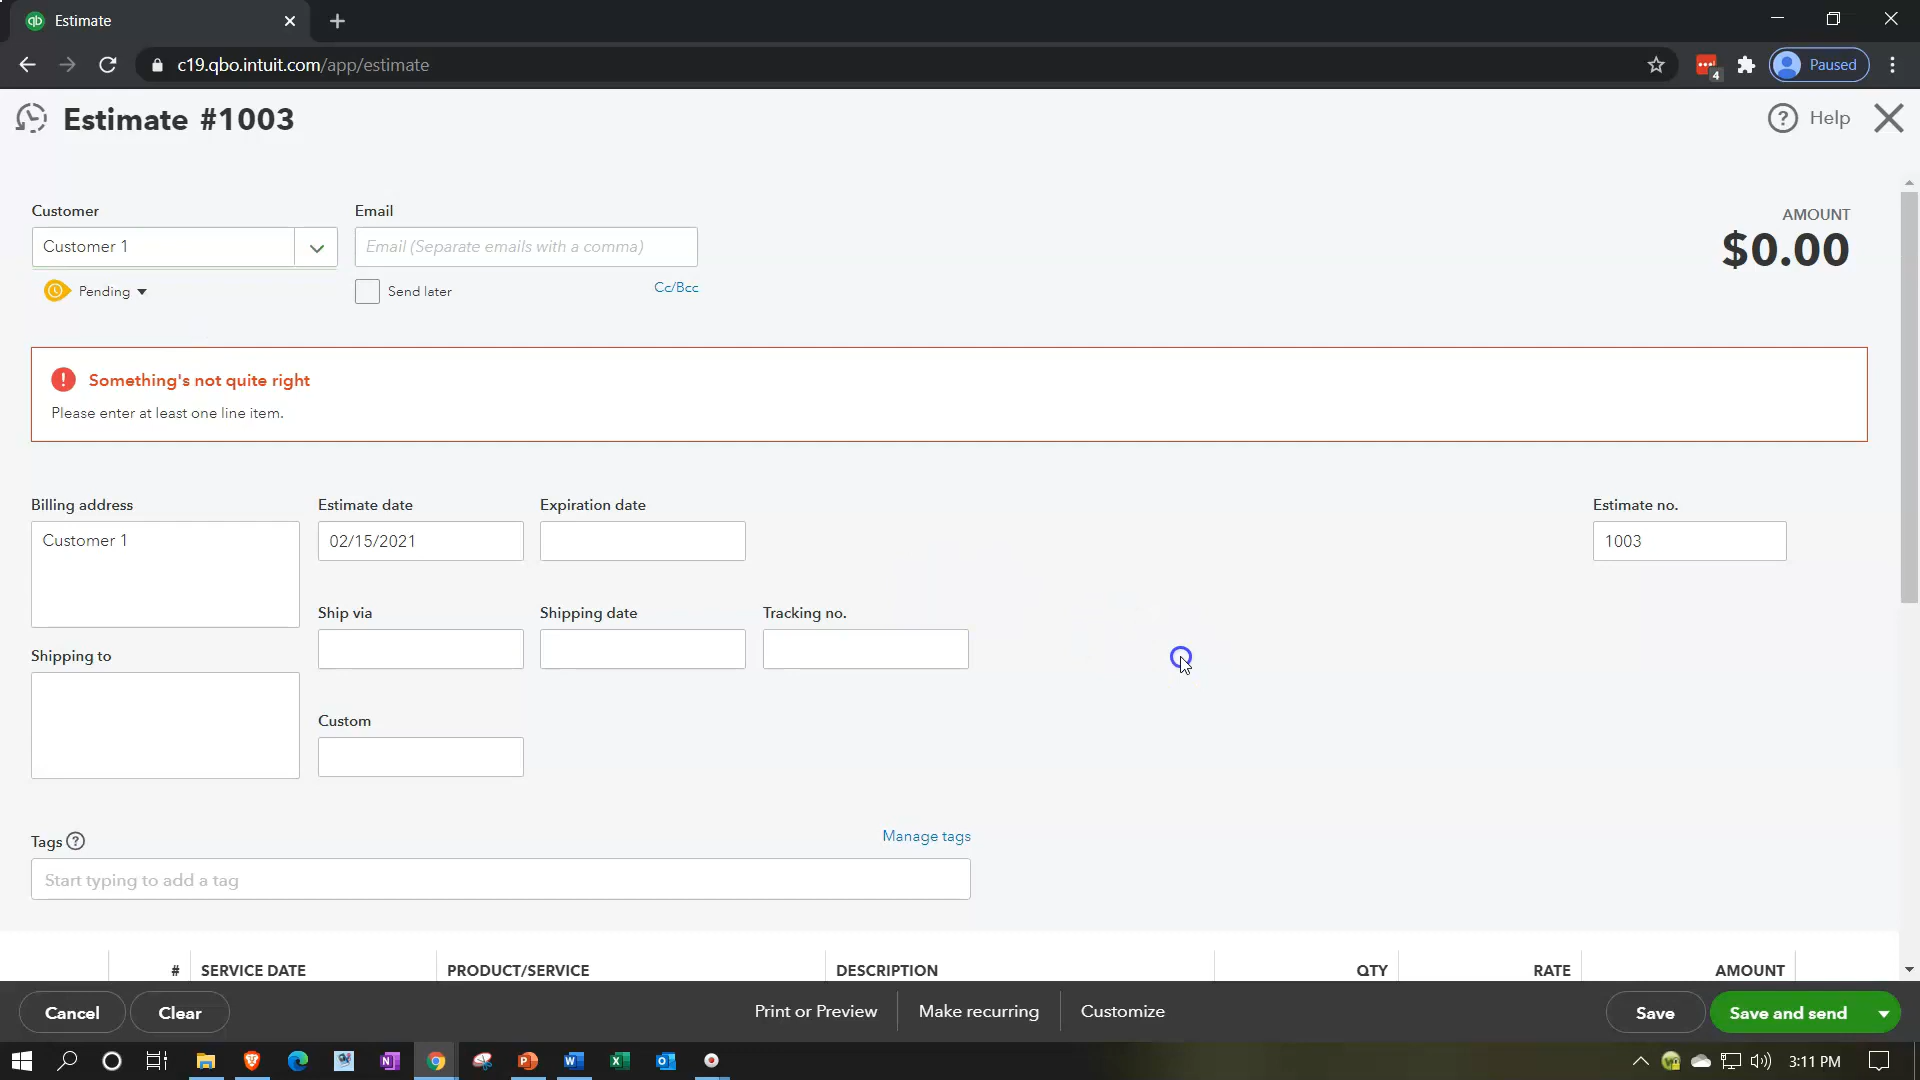 Estimate
c19.qbo.intuit.com/app/estimate
4
Paused
Estimate #1003
Help
Customer
Email
AMOUNT
Customer 1
Email (Separate emails with a comma)
$0.00
Pending
Send later
Cc/Bcc
Something's not quite right
Please enter at least one line item.
Billing address
Estimate date
Expiration date
Estimate no.
Customer 1
02/15/2021
1003
Ship via
Shipping date
Tracking no.
Shipping to
Custom
Tags
Manage tags
Start typing to add a tag
# SERVICE DATE PRODUCT/SERVICE DESCRIPTION QTY RATE AMOUNT
Cancel
Clear
Print or Preview
Make recurring
Customize
Save
Save and send
3:11 PM